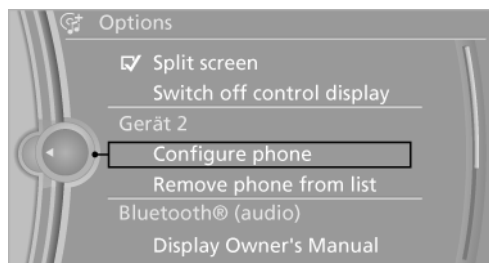 Options
Split screen
Switch off control display
Gerät 2
Configure phone
Remove phone from list
Bluetooth® (audio)
Display Owner's Manual